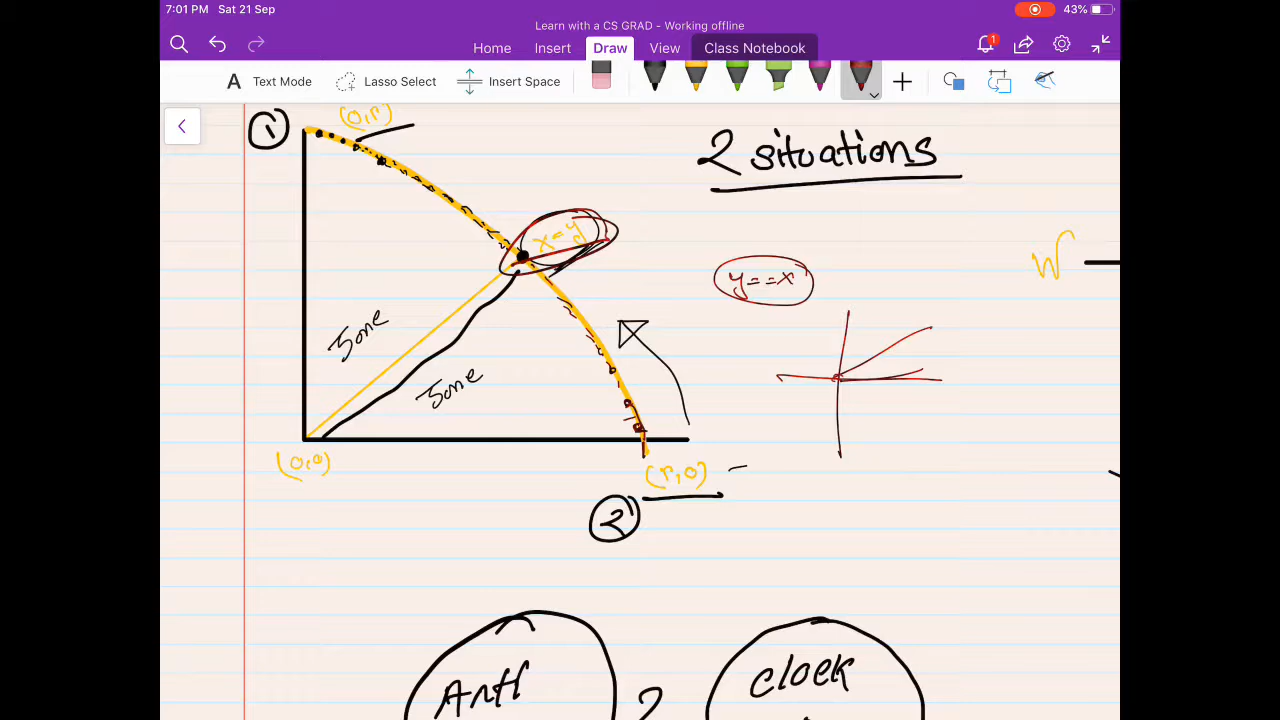 7:01 PM Sat 21 Sep
43%
Learn with a CS GRAD - Working offline
Home Insert Draw View Class Notebook
1
A Text Mode Lasso Select Insert Space
1 (0,r)
2 situations
x=y
y==x
W
Zone
Zone
(0,0)
(r,0)
2
Anti
2
Clock